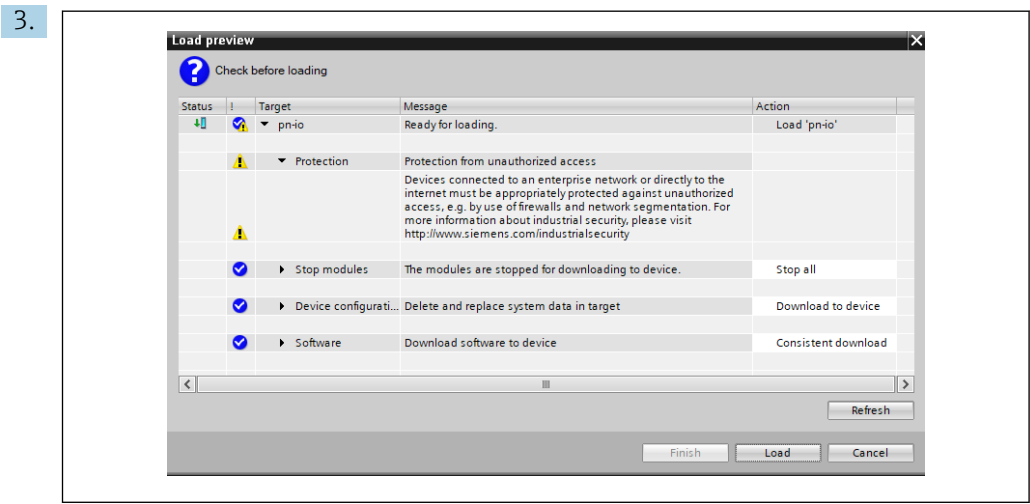 3.
Load preview
Check before loading
Status ! Target Message Action
pn-io Ready for loading. Load 'pn-io'
Protection Protection from unauthorized access
Devices connected to an enterprise network or directly to the
internet must be appropriately protected against unauthorized
access, e.g. by use of firewalls and network segmentation. For
more information about industrial security, please visit
http://www.siemens.com/industrialsecurity
Stop modules The modules are stopped for downloading to device. Stop all
Device configurati... Delete and replace system data in target Download to device
Software Download software to device Consistent download
Refresh
Finish Load Cancel